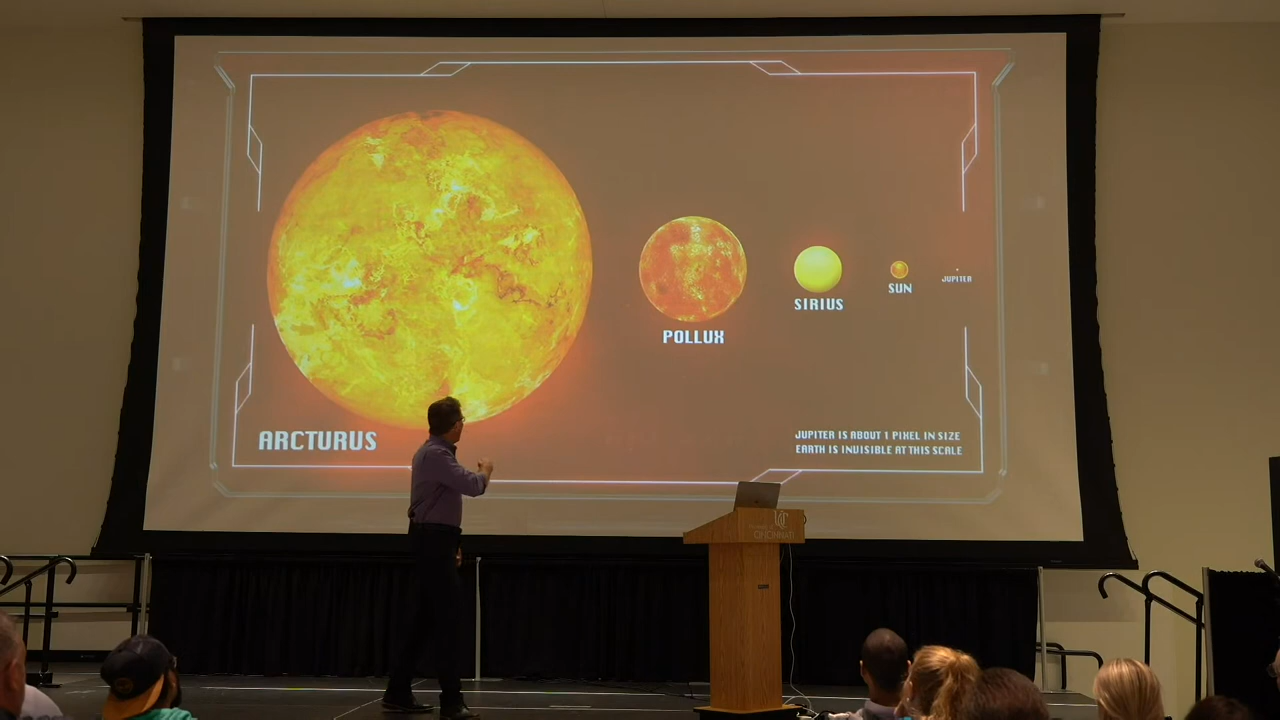 ARCTURUS
POLLUX
SIRIUS
SUN
JUPITER
JUPITER IS ABOUT 1 PIXEL IN SIZE
EARTH IS INVISIBLE AT THIS SCALE
UC
CINCINNATI